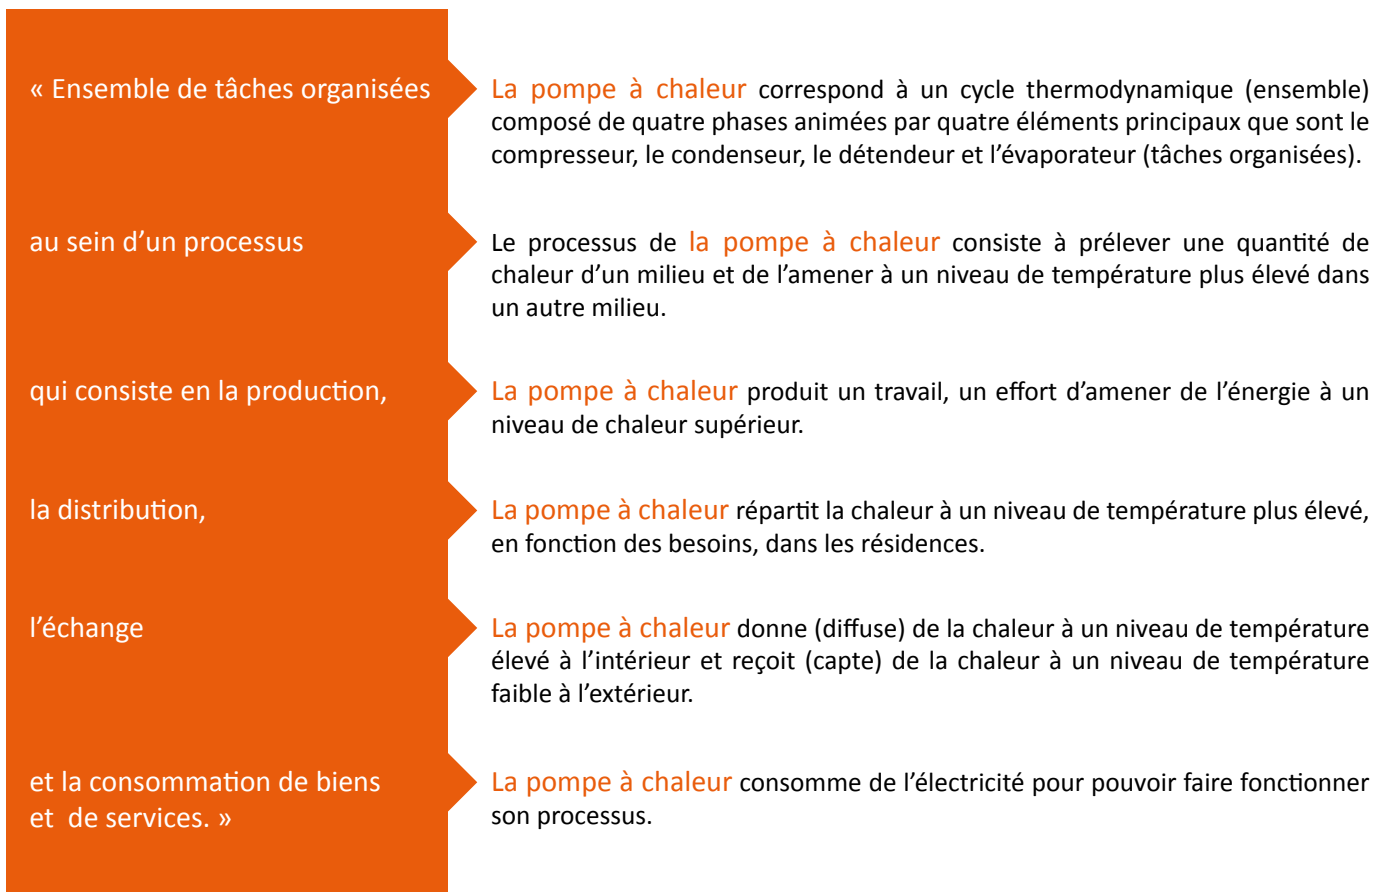 « Ensemble de tâches organisées
La pompe à chaleur correspond à un cycle thermodynamique (ensemble)
composé de quatre phases animées par quatre éléments principaux que sont le
compresseur, le condenseur, le détendeur et l’évaporateur (tâches organisées).
au sein d’un processus
Le processus de la pompe à chaleur consiste à prélever une quantité de
chaleur d’un milieu et de l’amener à un niveau de température plus élevé dans
un autre milieu.
qui consiste en la production,
La pompe à chaleur produit un travail, un effort d’amener de l’énergie à un
niveau de chaleur supérieur.
la distribution,
La pompe à chaleur répartit la chaleur à un niveau de température plus élevé,
en fonction des besoins, dans les résidences.
l’échange
La pompe à chaleur donne (diffuse) de la chaleur à un niveau de température
élevé à l’intérieur et reçoit (capte) de la chaleur à un niveau de température
faible à l’extérieur.
et la consommation de biens
et  de services. »
La pompe à chaleur consomme de l’électricité pour pouvoir faire fonctionner
son processus.